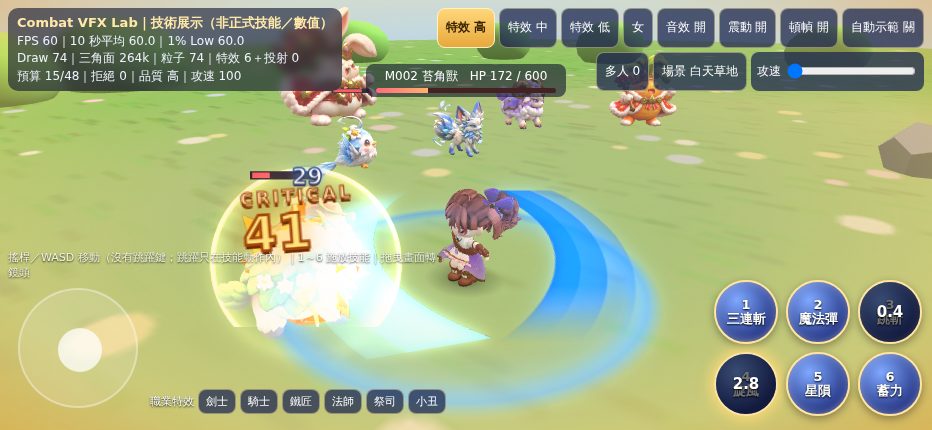 Combat VFX Lab | 技術展示（非正式技能／數值）
FPS 60 | 10 秒平均 60.0 | 1% Low 60.0
Draw 74 | 三角面 264k | 粒子 74 | 特效 6＋投射 0
預算 15/48 | 拒絕 0 | 品質 高 | 攻速 100
特效 高
特效 中
特效 低
女
音效 開
震動 開
頓幀 開
自動示範 關
多人 0
場景 白天草地
攻速
M002 苔角獸 HP 172 / 600
29
CRITICAL
41
搖桿／WASD 移動（沒有跳躍鍵；跳躍只在技能動作內）｜1～6 施放技能｜拖曳畫面轉
鏡頭
1
三連斬
2
魔法彈
3
0.4
跳斬
4
2.8
旋風
5
星隕
6
蓄力
職業特效
劍士
騎士
鐵匠
法師
祭司
小丑